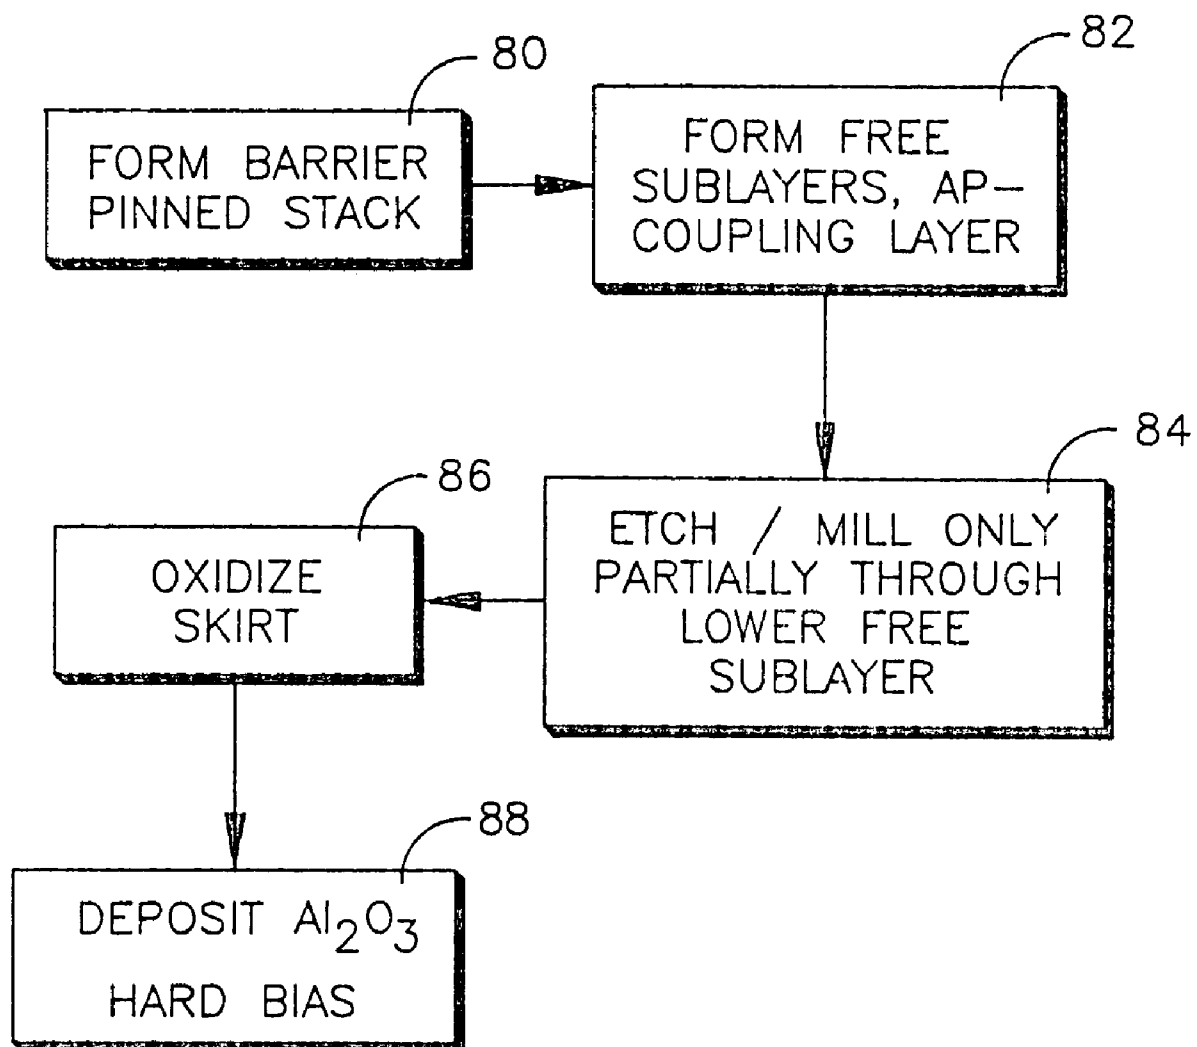 80
FORM BARRIER
PINNED STACK
82
FORM FREE
SUBLAYERS, AP-
COUPLING LAYER
84
ETCH / MILL ONLY
PARTIALLY THROUGH
LOWER FREE
SUBLAYER
86
OXIDIZE
SKIRT
88
DEPOSIT Al₂O₃
HARD BIAS